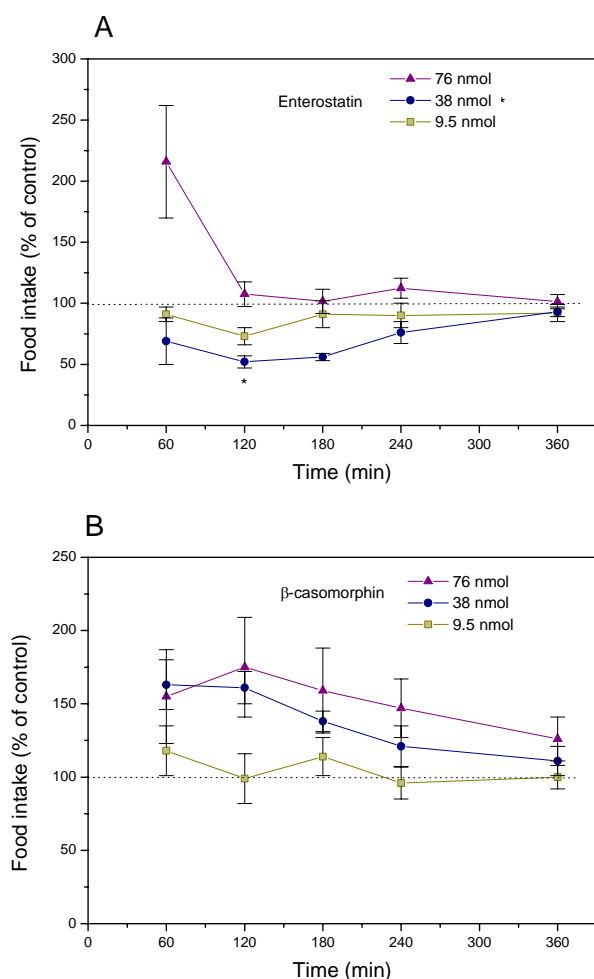 A
300
250
200
150
100
50
0
Food intake (% of control)
Enterostatin
76 nmol
38 nmol *
9.5 nmol
*
0 60 120 180 240 300 360
Time (min)
B
250
200
150
100
50
0
Food intake (% of control)
β-casomorphin
76 nmol
38 nmol
9.5 nmol
0 60 120 180 240 300 360
Time (min)